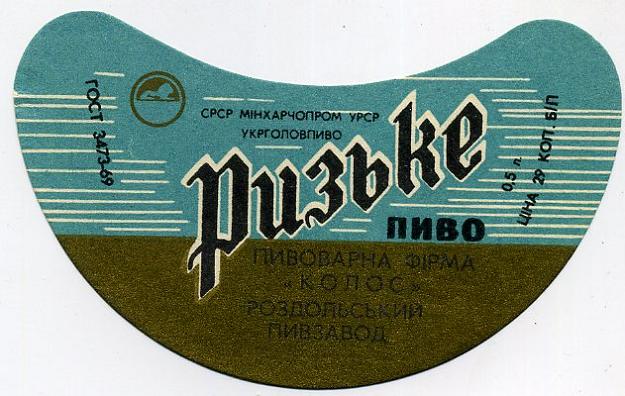 ГОСТ 3473-69
СРСР МІНХАРЧОПРОМ УРСР
УКРГОЛОВПИВО
Ризьке
ПИВО
0,5 л.
ЦІНА 29 КОП. Б/П
ПИВОВАРНА ФІРМА
«КОЛОС»
РОЗДОЛЬСЬКИЙ
ПИВЗАВОД